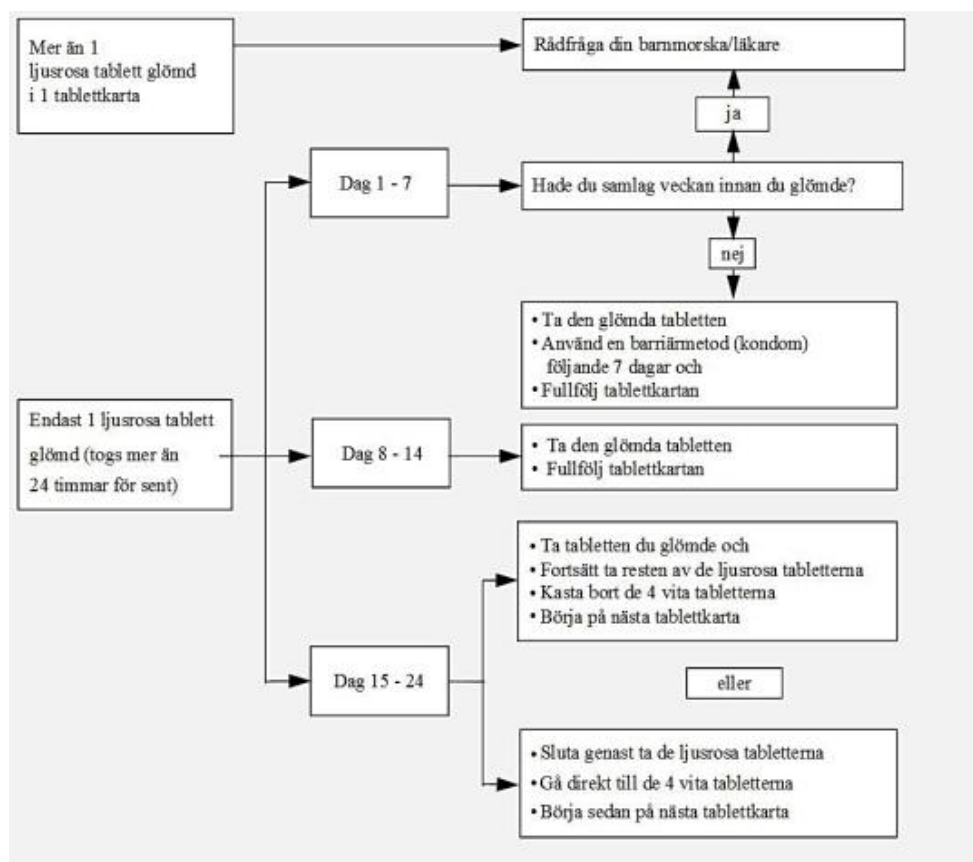 Mer än 1
ljusrosa tablett glömd
i 1 tablettkarta
Rådfråga din barnmorska/läkare
ja
Dag 1 - 7
Hade du samlag veckan innan du glömde?
nej
• Ta den glömda tabletten
• Använd en barriärmetod (kondom)
följande 7 dagar och
• Fullfölj tablettkartan
Endast 1 ljusrosa tablett
glömd (togs mer än
24 timmar för sent)
Dag 8 - 14
• Ta den glömda tabletten
• Fullfölj tablettkartan
• Ta tabletten du glömde och
• Fortsätt ta resten av de ljusrosa tabletterna
• Kasta bort de 4 vita tabletterna
• Börja på nästa tablettkarta
Dag 15 - 24
eller
• Sluta genast ta de ljusrosa tabletterna
• Gå direkt till de 4 vita tabletterna
• Börja sedan på nästa tablettkarta